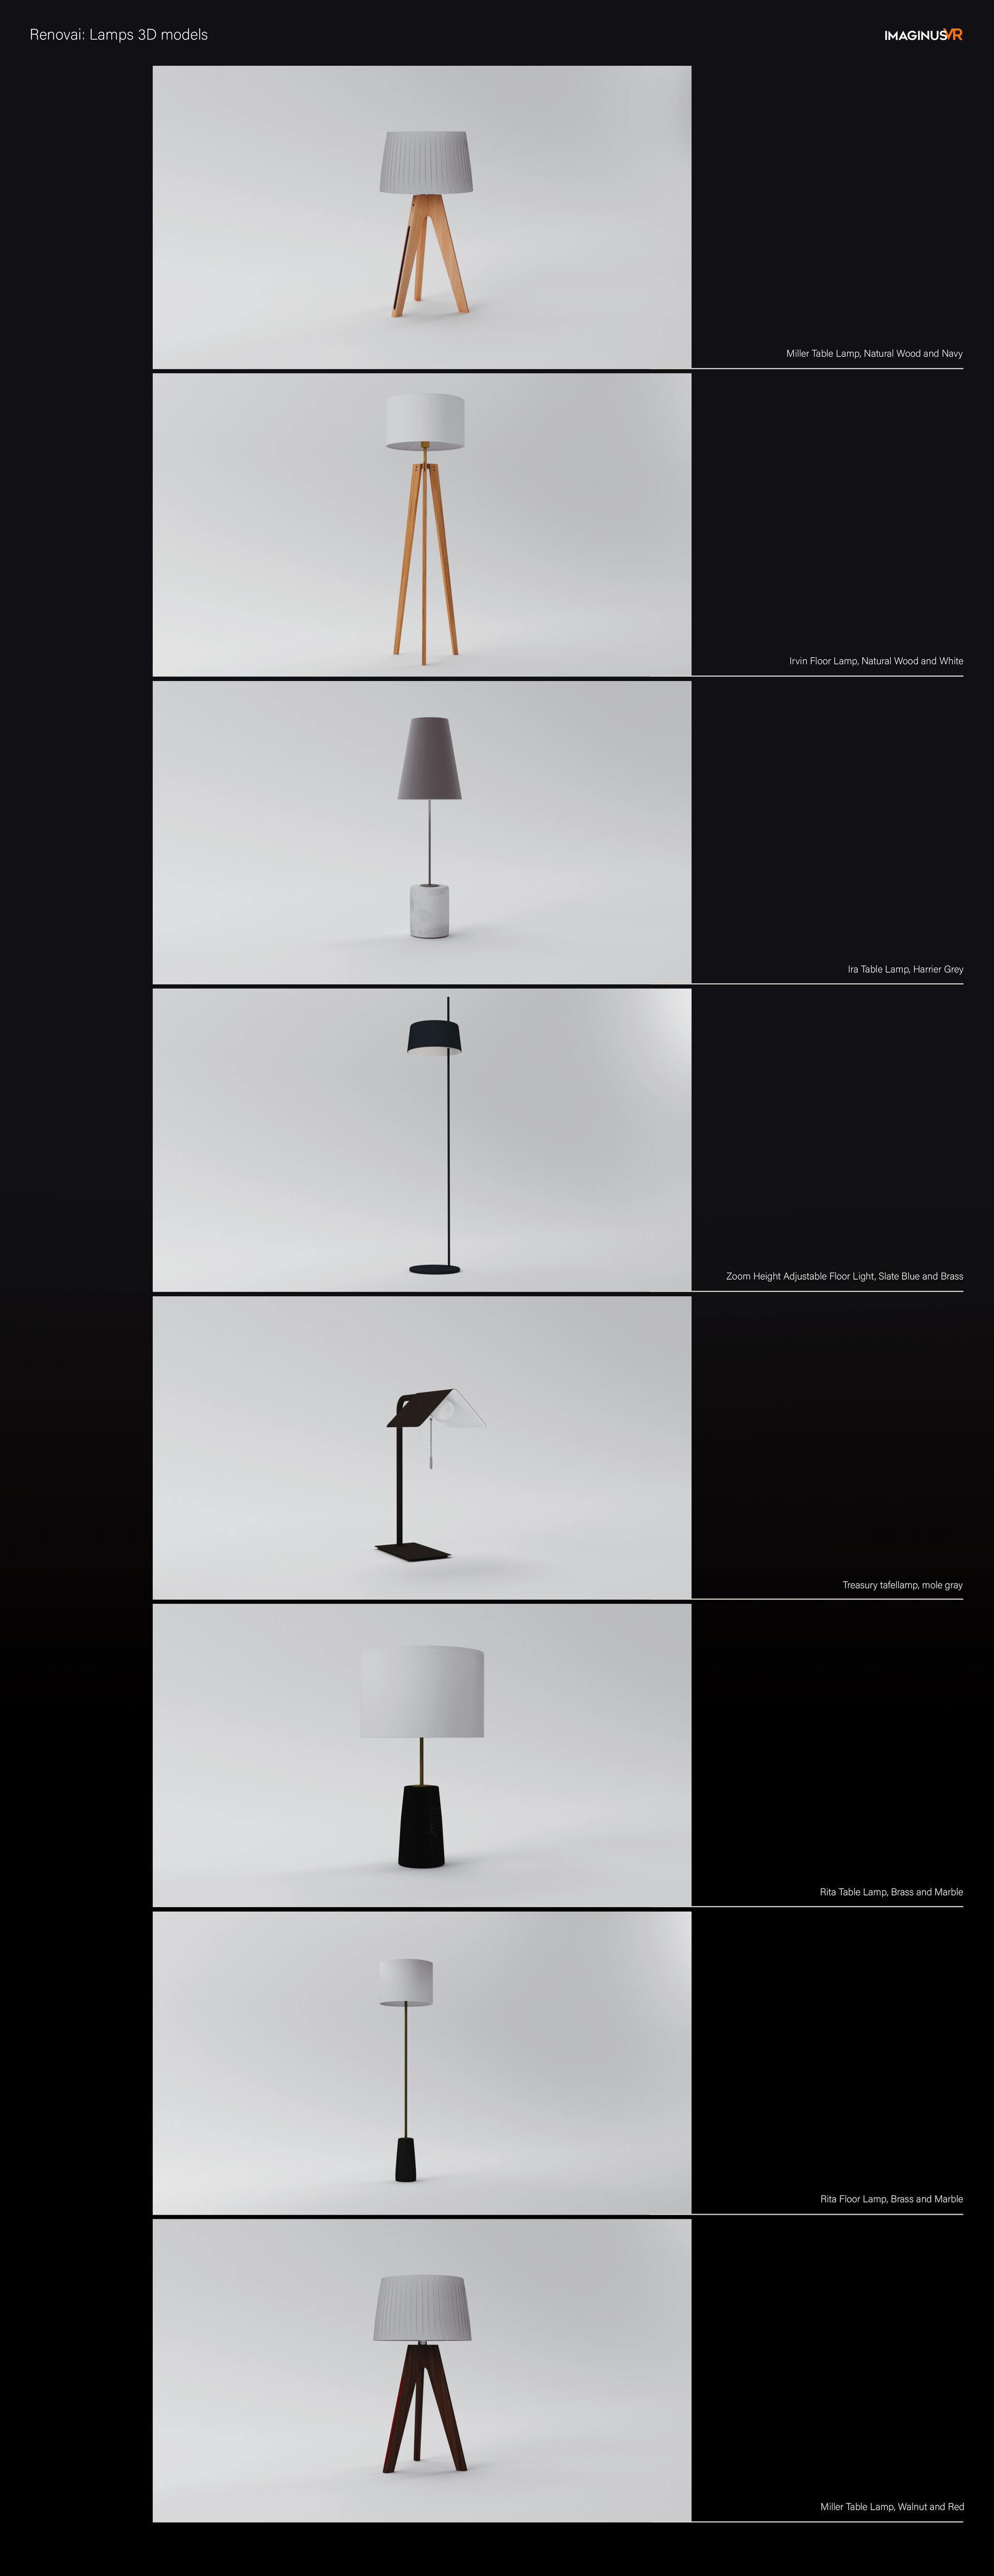 Renovai: Lamps 3D models
IMAGINUSVR
Miller Table Lamp, Natural Wood and Navy
Irvin Floor Lamp, Natural Wood and White
Ira Table Lamp, Harrier Grey
Zoom Height Adjustable Floor Light, Slate Blue and Brass
Treasury tafellamp, mole gray
Rita Table Lamp, Brass and Marble
Rita Floor Lamp, Brass and Marble
Miller Table Lamp, Walnut and Red